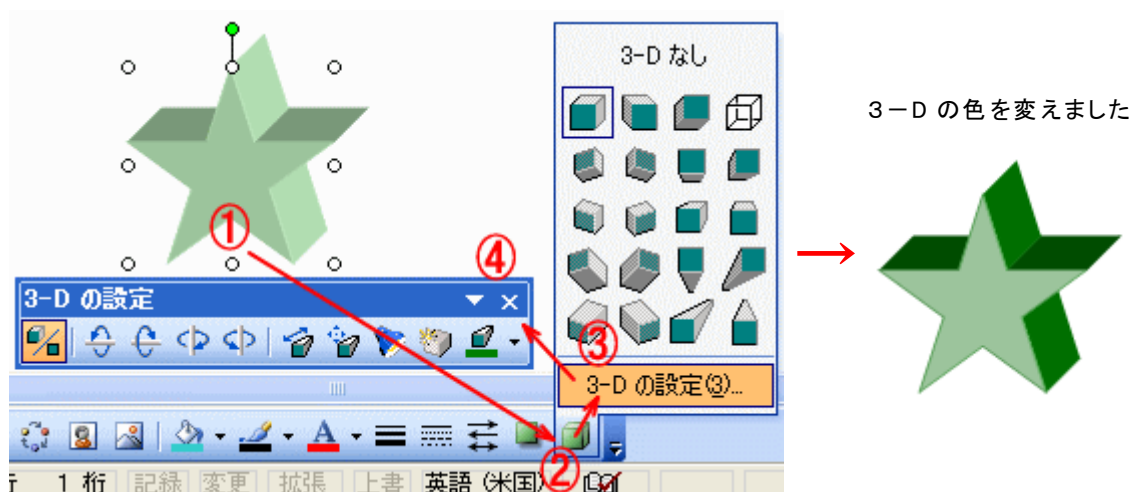 3-D なし
3－D の色を変えました
①
④
3-D の設定
③
3-D の設定(3)...
A
②
行 1 桁 記録 変更 拡張 上書 英語 (米国)